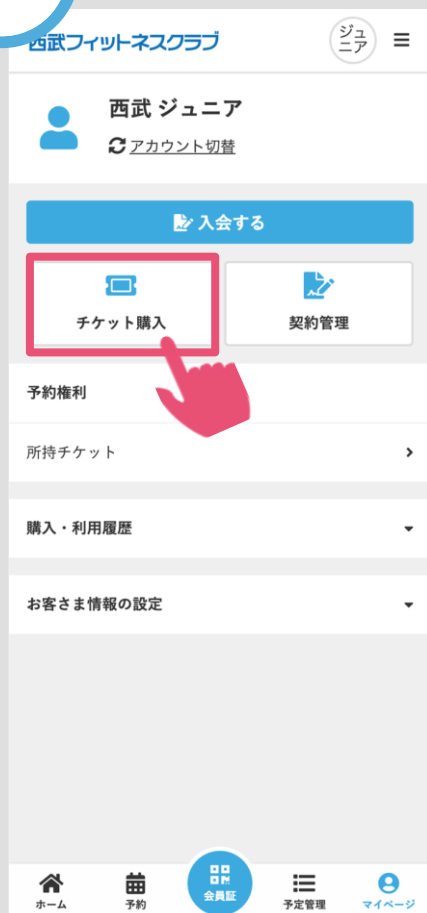 西武フィットネスクラブ
ジュ
ニア
西武 ジュニア
アカウント切替
入会する
チケット購入
契約管理
予約権利
所持チケット
購入・利用履歴
お客さま情報の設定
ホーム
予約
会員証
予定管理
マイページ